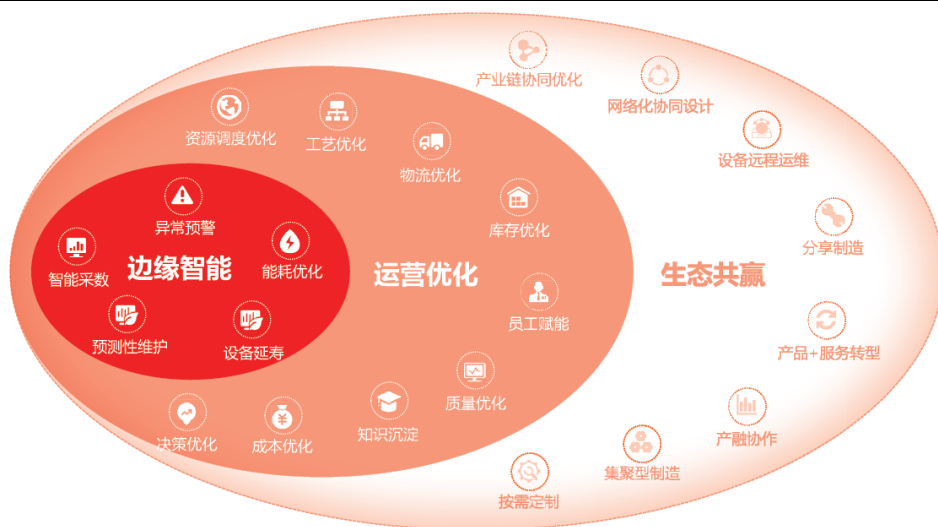 产业链协同优化
网络化协同设计
设备远程运维
分享制造
产品+服务转型
产融协作
集聚型制造
按需定制
生态共赢
资源调度优化
工艺优化
物流优化
库存优化
员工赋能
质量优化
知识沉淀
成本优化
决策优化
运营优化
异常预警
智能采数
能耗优化
边缘智能
预测性维护
设备延寿